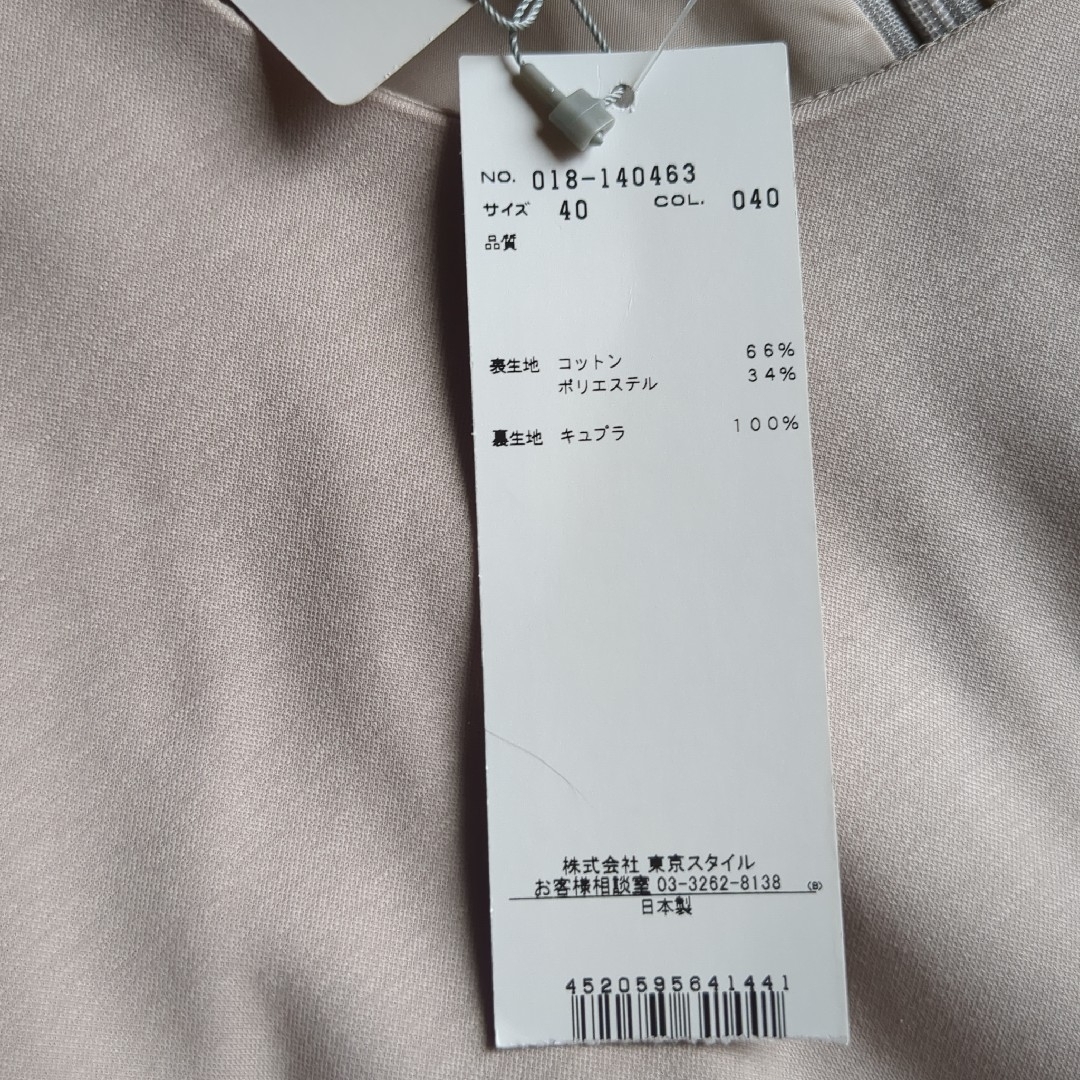 NO. 018-140463
サイズ 40 COL. 040
品質
表生地 コットン 66%
ポリエステル 34%
裏生地 キュプラ 100%
株式会社 東京スタイル
お客様相談室 03-3262-8138 (B)
日本製
4520595641441